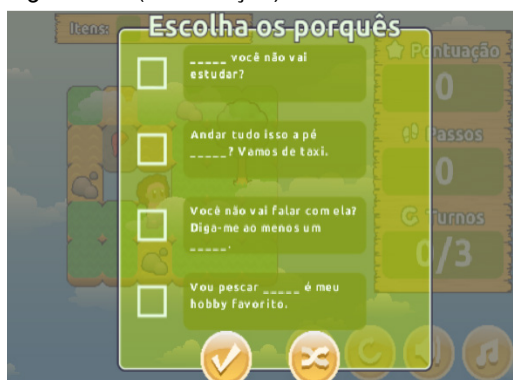 Escolha os porquês
Itens:
_____ você não vai
estudar?
Andar tudo isso a pé
_____? Vamos de taxi.
Você não vai falar com ela?
Diga-me ao menos um
_____.
Vou pescar _____ é meu
hobby favorito.
Pontuação
0
Passos
0
Turnos
0/3